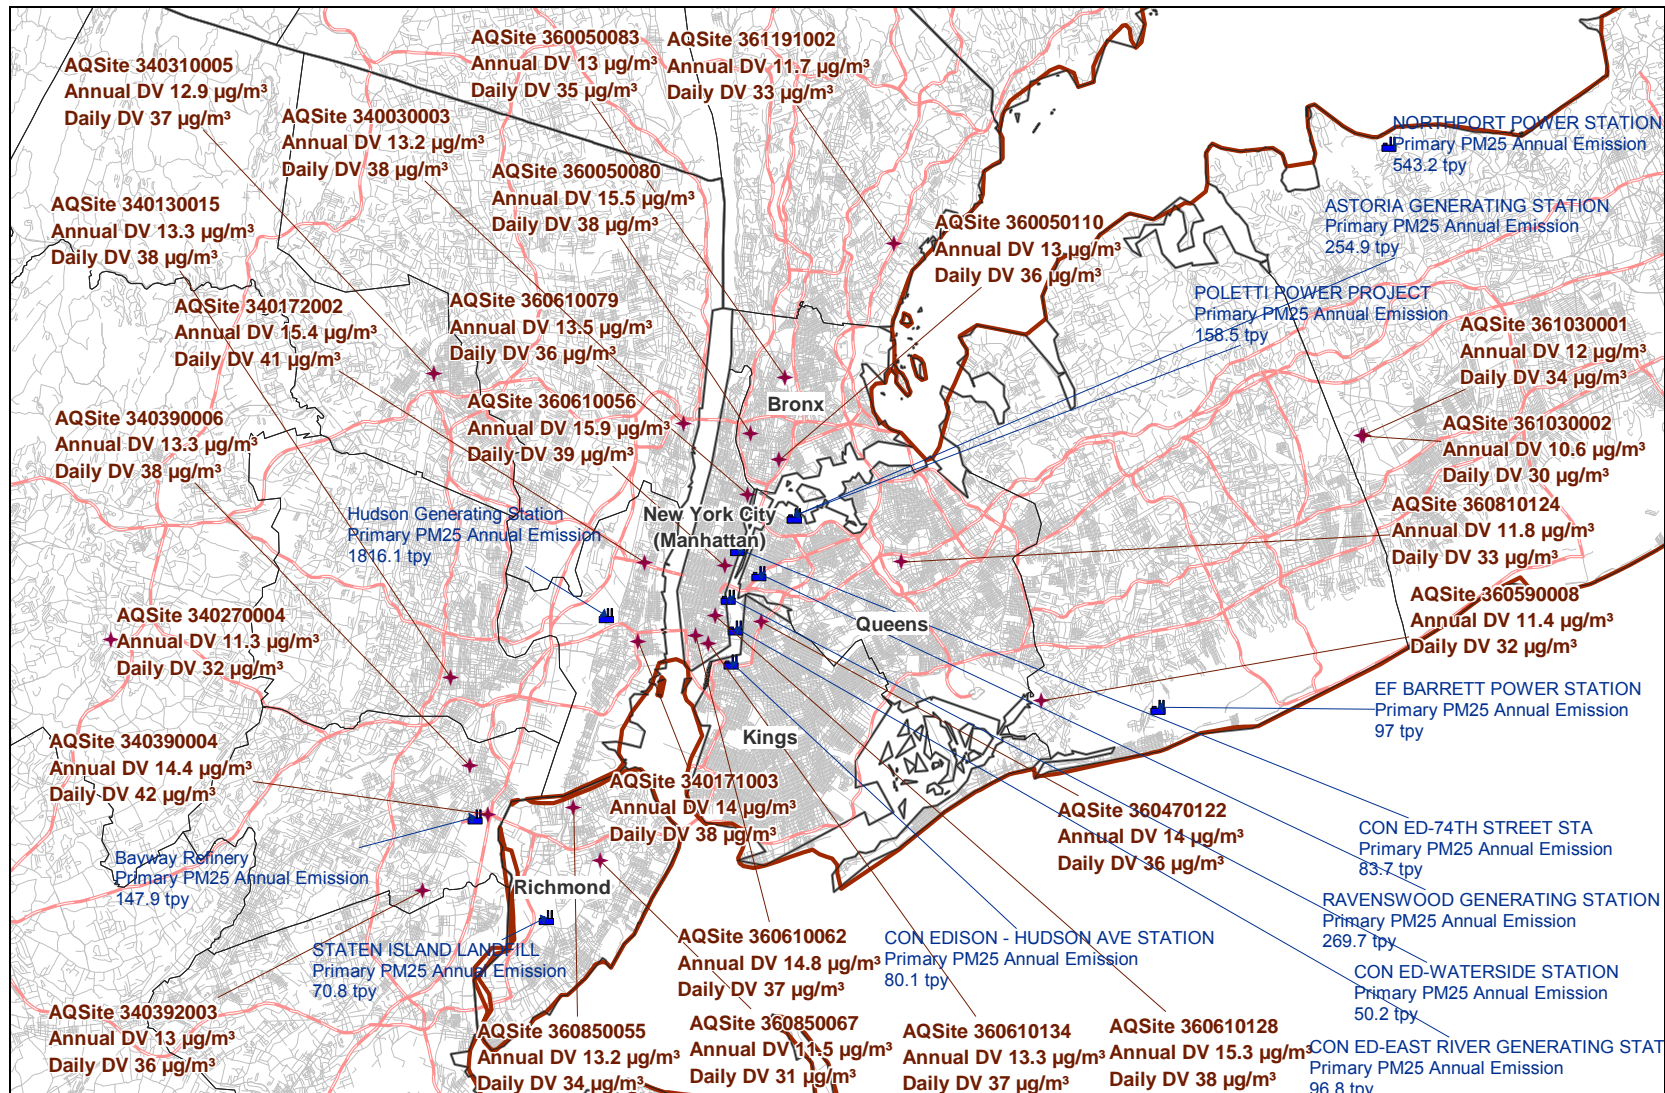 AQSite 340310005
Annual DV 12.9 µg/m³
Daily DV 37 µg/m³
AQSite 360050083
Annual DV 13 µg/m³
Daily DV 35 µg/m³
AQSite 361191002
Annual DV 11.7 µg/m³
Daily DV 33 µg/m³
AQSite 340030003
Annual DV 13.2 µg/m³
Daily DV 38 µg/m³
NORTHPORT POWER STATION
Primary PM25 Annual Emission
543.2 tpy
AQSite 360050080
Annual DV 15.5 µg/m³
Daily DV 38 µg/m³
AQSite 340130015
Annual DV 13.3 µg/m³
Daily DV 38 µg/m³
ASTORIA GENERATING STATION
Primary PM25 Annual Emission
254.9 tpy
AQSite 360050110
Annual DV 13 µg/m³
Daily DV 36 µg/m³
POLETTI POWER PROJECT
Primary PM25 Annual Emission
158.5 tpy
AQSite 340172002
Annual DV 15.4 µg/m³
Daily DV 41 µg/m³
AQSite 360610079
Annual DV 13.5 µg/m³
Daily DV 36 µg/m³
AQSite 361030001
Annual DV 12 µg/m³
Daily DV 34 µg/m³
Bronx
AQSite 360610056
Annual DV 15.9 µg/m³
Daily DV 39 µg/m³
AQSite 340390006
Annual DV 13.3 µg/m³
Daily DV 38 µg/m³
AQSite 361030002
Annual DV 10.6 µg/m³
Daily DV 30 µg/m³
AQSite 360810124
Annual DV 11.8 µg/m³
Daily DV 33 µg/m³
New York City
(Manhattan)
Hudson Generating Station
Primary PM25 Annual Emission
1816.1 tpy
AQSite 360590008
Annual DV 11.4 µg/m³
Daily DV 32 µg/m³
AQSite 340270004
Annual DV 11.3 µg/m³
Daily DV 32 µg/m³
Queens
EF BARRETT POWER STATION
Primary PM25 Annual Emission
97 tpy
Kings
AQSite 340390004
Annual DV 14.4 µg/m³
Daily DV 42 µg/m³
AQSite 340171003
Annual DV 14 µg/m³
Daily DV 38 µg/m³
AQSite 360470122
Annual DV 14 µg/m³
Daily DV 36 µg/m³
CON ED-74TH STREET STA
Primary PM25 Annual Emission
83.7 tpy
Bayway Refinery
Primary PM25 Annual Emission
147.9 tpy
Richmond
RAVENSWOOD GENERATING STATION
Primary PM25 Annual Emission
269.7 tpy
STATEN ISLAND LANDFILL
Primary PM25 Annual Emission
70.8 tpy
AQSite 360610062
Annual DV 14.8 µg/m³
Daily DV 37 µg/m³
CON EDISON - HUDSON AVE STATION
Primary PM25 Annual Emission
80.1 tpy
CON ED-WATERSIDE STATION
Primary PM25 Annual Emission
50.2 tpy
AQSite 340392003
Annual DV 13 µg/m³
Daily DV 36 µg/m³
AQSite 360850055
Annual DV 13.2 µg/m³
Daily DV 34 µg/m³
AQSite 360850067
Annual DV 11.5 µg/m³
Daily DV 31 µg/m³
AQSite 360610134
Annual DV 13.3 µg/m³
Daily DV 37 µg/m³
AQSite 360610128
Annual DV 15.3 µg/m³
Daily DV 38 µg/m³
CON ED-EAST RIVER GENERATING STAT
Primary PM25 Annual Emission
96.8 tpy